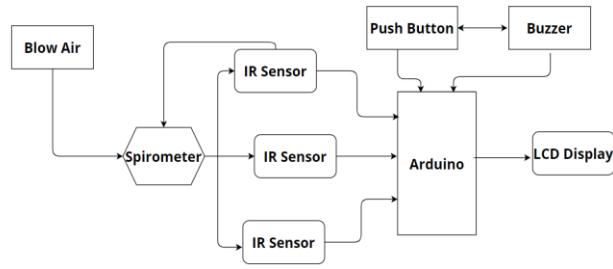 Push Button
Buzzer
Blow Air
IR Sensor
LCD Display
Spirometer
IR Sensor
Arduino
IR Sensor